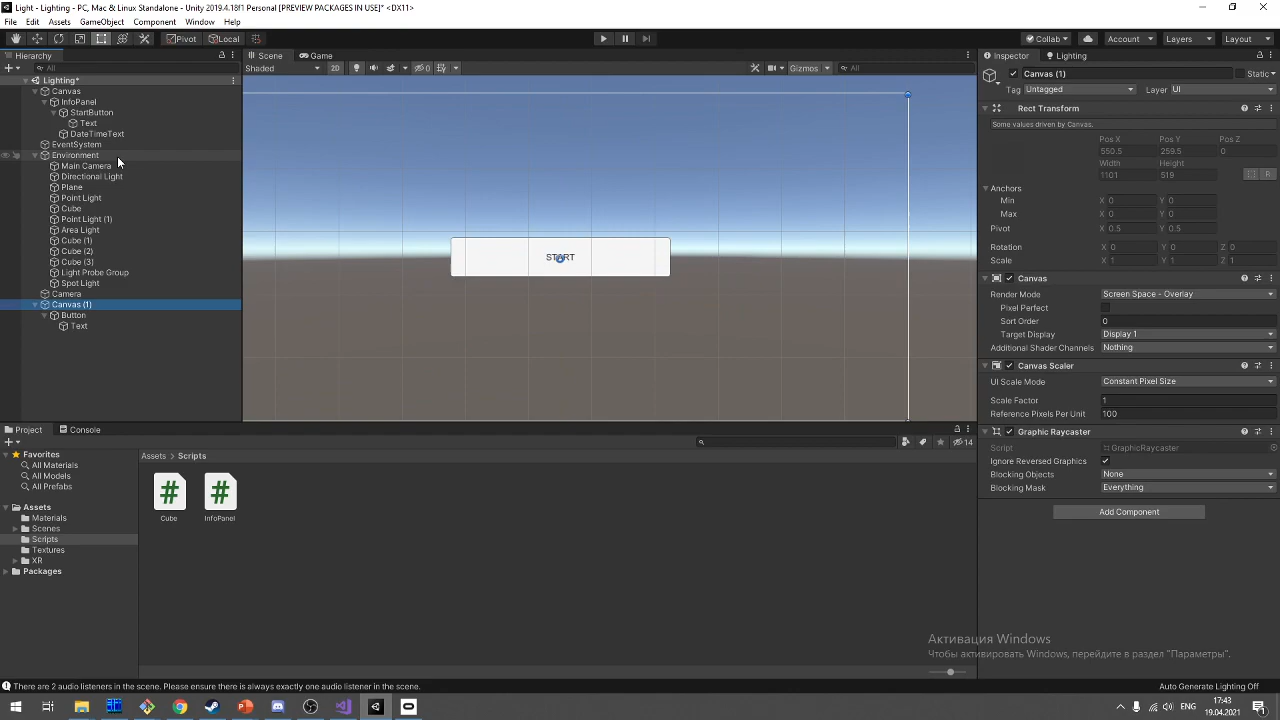 Light - Lighting - PC, Mac & Linux Standalone - Unity 2019.4.18f1 Personal [PREVIEW PACKAGES IN USE]* <DX11>
File Edit Assets GameObject Component Window Help
Pivot Local Collab Account Layers Layout
Hierarchy Scene Game Inspector Lighting
All
Shaded 2D 0 Gizmos All
Lighting*
Canvas
InfoPanel
StartButton
Text
DateTimeText
EventSystem
Environment
Main Camera
Directional Light
Plane
Point Light
Cube
Point Light (1)
Area Light
Cube (1)
Cube (2)
Cube (3)
Light Probe Group
Spot Light
Camera
Canvas (1)
Button
Text
START
Canvas (1) Static
Tag Untagged Layer UI
Rect Transform
Some values driven by Canvas.
Pos X Pos Y Pos Z
550.5 259.5 0
Width Height
1101 519
R
Anchors
Min X 0 Y 0
Max X 0 Y 0
Pivot X 0.5 Y 0.5
Rotation X 0 Y 0 Z 0
Scale X 1 Y 1 Z 1
Canvas
Render Mode Screen Space - Overlay
Pixel Perfect
Sort Order 0
Target Display Display 1
Additional Shader Channels Nothing
Canvas Scaler
UI Scale Mode Constant Pixel Size
Scale Factor 1
Reference Pixels Per Unit 100
Graphic Raycaster
Script GraphicRaycaster
Ignore Reversed Graphics
Blocking Objects None
Blocking Mask Everything
Add Component
Project Console
14
Favorites
All Materials
All Models
All Prefabs
Assets
Materials
Scenes
Scripts
Textures
XR
Packages
Assets > Scripts
# #
Cube InfoPanel
Активация Windows
Чтобы активировать Windows, перейдите в раздел "Параметры".
There are 2 audio listeners in the scene. Please ensure there is always exactly one audio listener in the scene.
Auto Generate Lighting Off
ENG 17:43
19.04.2021